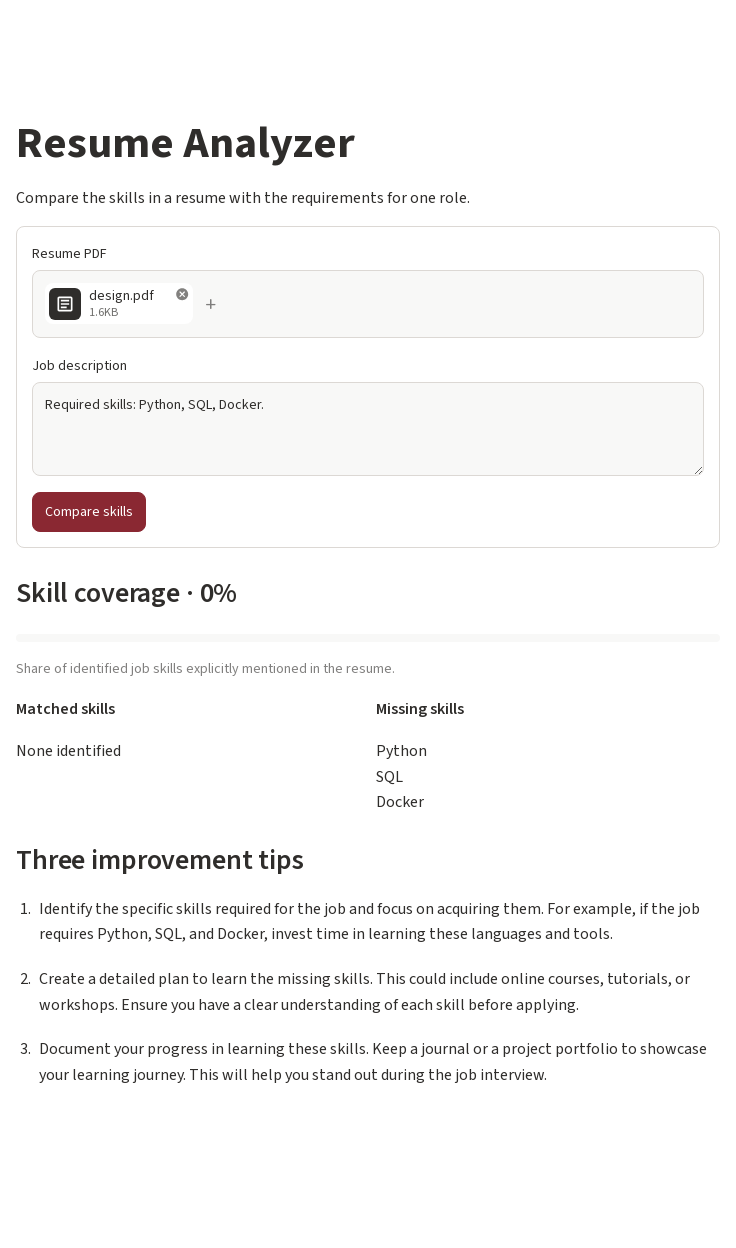 Resume Analyzer
Compare the skills in a resume with the requirements for one role.
Resume PDF
design.pdf
1.6KB
+
Job description
Required skills: Python, SQL, Docker.
Compare skills
Skill coverage · 0%
Share of identified job skills explicitly mentioned in the resume.
Matched skills
None identified
Missing skills
Python
SQL
Docker
Three improvement tips
1. Identify the specific skills required for the job and focus on acquiring them. For example, if the job
requires Python, SQL, and Docker, invest time in learning these languages and tools.
2. Create a detailed plan to learn the missing skills. This could include online courses, tutorials, or
workshops. Ensure you have a clear understanding of each skill before applying.
3. Document your progress in learning these skills. Keep a journal or a project portfolio to showcase
your learning journey. This will help you stand out during the job interview.